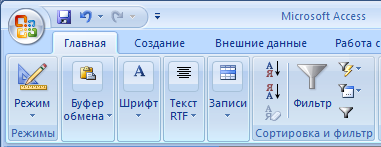 Microsoft Access
Главная Создание Внешние данные Работа с
Режим
Буфер обмена
А Шрифт
Текст RTF
Записи
А Я
Я А
Фильтр
Режимы
Сортировка и фильтр